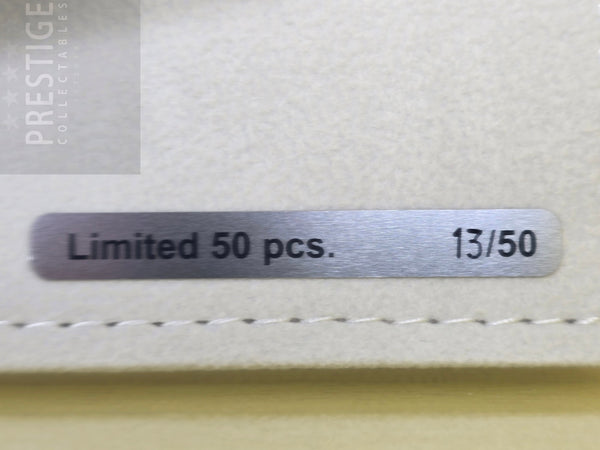 PRESTIGE
COLLECTABLES
Limited 50 pcs. 13/50